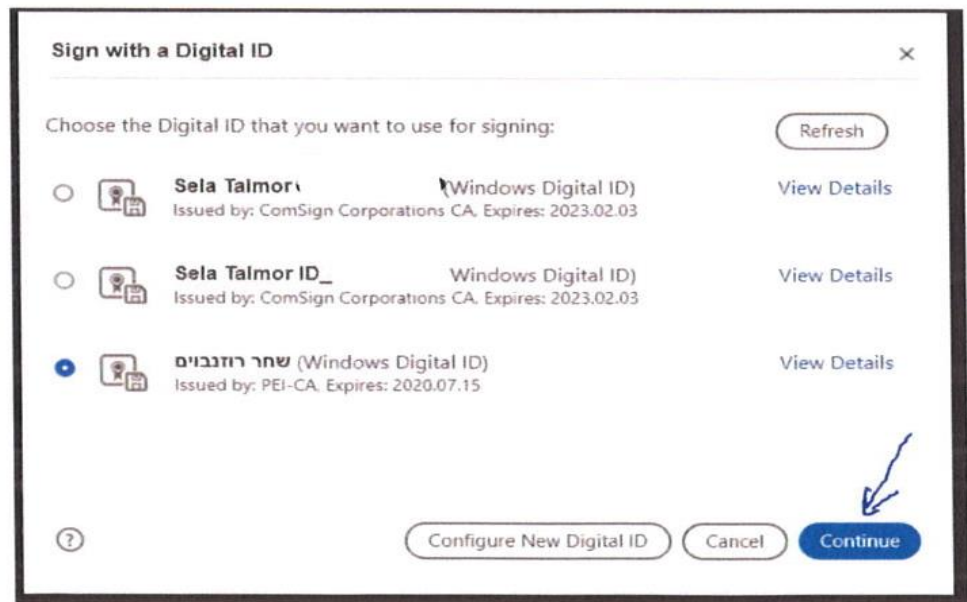 Sign with a Digital ID
Choose the Digital ID that you want to use for signing:
Refresh
Sela Talmor (Windows Digital ID)
View Details
Issued by: ComSign Corporations CA, Expires: 2023.02.03
Sela Talmor ID_ Windows Digital ID)
View Details
Issued by: ComSign Corporations CA, Expires: 2023.02.03
שחר רוזנבוים (Windows Digital ID)
View Details
Issued by: PEI-CA, Expires: 2020.07.15
?
Configure New Digital ID
Cancel
Continue